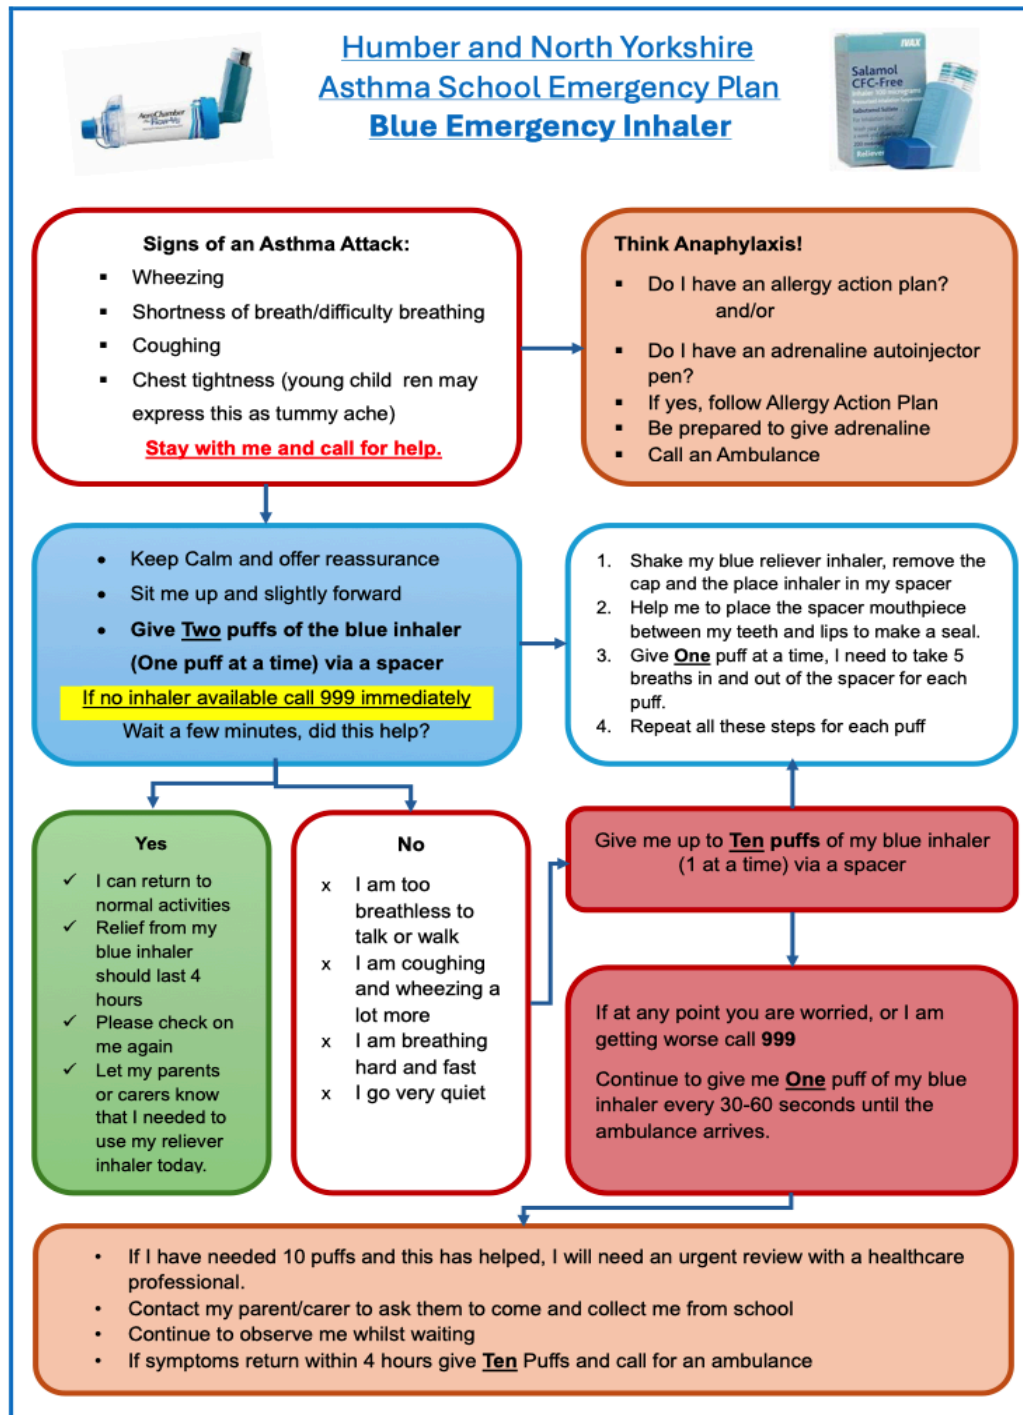 Humber and North Yorkshire
Asthma School Emergency Plan
Blue Emergency Inhaler
AeroChamber
Flow-Vu
IVAX
Salamol
CFC-Free
Reliever
Signs of an Asthma Attack:
▪ Wheezing
▪ Shortness of breath/difficulty breathing
▪ Coughing
▪ Chest tightness (young child ren may
express this as tummy ache)
Stay with me and call for help.
Think Anaphylaxis!
▪ Do I have an allergy action plan?
and/or
▪ Do I have an adrenaline autoinjector
pen?
▪ If yes, follow Allergy Action Plan
▪ Be prepared to give adrenaline
▪ Call an Ambulance
• Keep Calm and offer reassurance
• Sit me up and slightly forward
• Give Two puffs of the blue inhaler
(One puff at a time) via a spacer
If no inhaler available call 999 immediately
Wait a few minutes, did this help?
1. Shake my blue reliever inhaler, remove the
cap and the place inhaler in my spacer
2. Help me to place the spacer mouthpiece
between my teeth and lips to make a seal.
3. Give One puff at a time, I need to take 5
breaths in and out of the spacer for each
puff.
4. Repeat all these steps for each puff
Yes
✓ I can return to
normal activities
✓ Relief from my
blue inhaler
should last 4
hours
✓ Please check on
me again
✓ Let my parents
or carers know
that I needed to
use my reliever
inhaler today.
No
x I am too
breathless to
talk or walk
x I am coughing
and wheezing a
lot more
x I am breathing
hard and fast
x I go very quiet
Give me up to Ten puffs of my blue inhaler
(1 at a time) via a spacer
If at any point you are worried, or I am
getting worse call 999
Continue to give me One puff of my blue
inhaler every 30-60 seconds until the
ambulance arrives.
• If I have needed 10 puffs and this has helped, I will need an urgent review with a healthcare
professional.
• Contact my parent/carer to ask them to come and collect me from school
• Continue to observe me whilst waiting
• If symptoms return within 4 hours give Ten Puffs and call for an ambulance